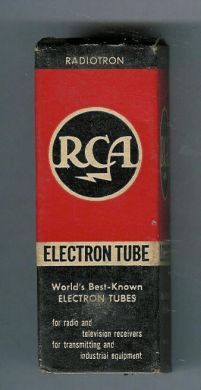 RADIOTRON
RCA
ELECTRON TUBE
World's Best-Known
ELECTRON TUBES
for radio and
television receivers
for transmitting and
industrial equipment